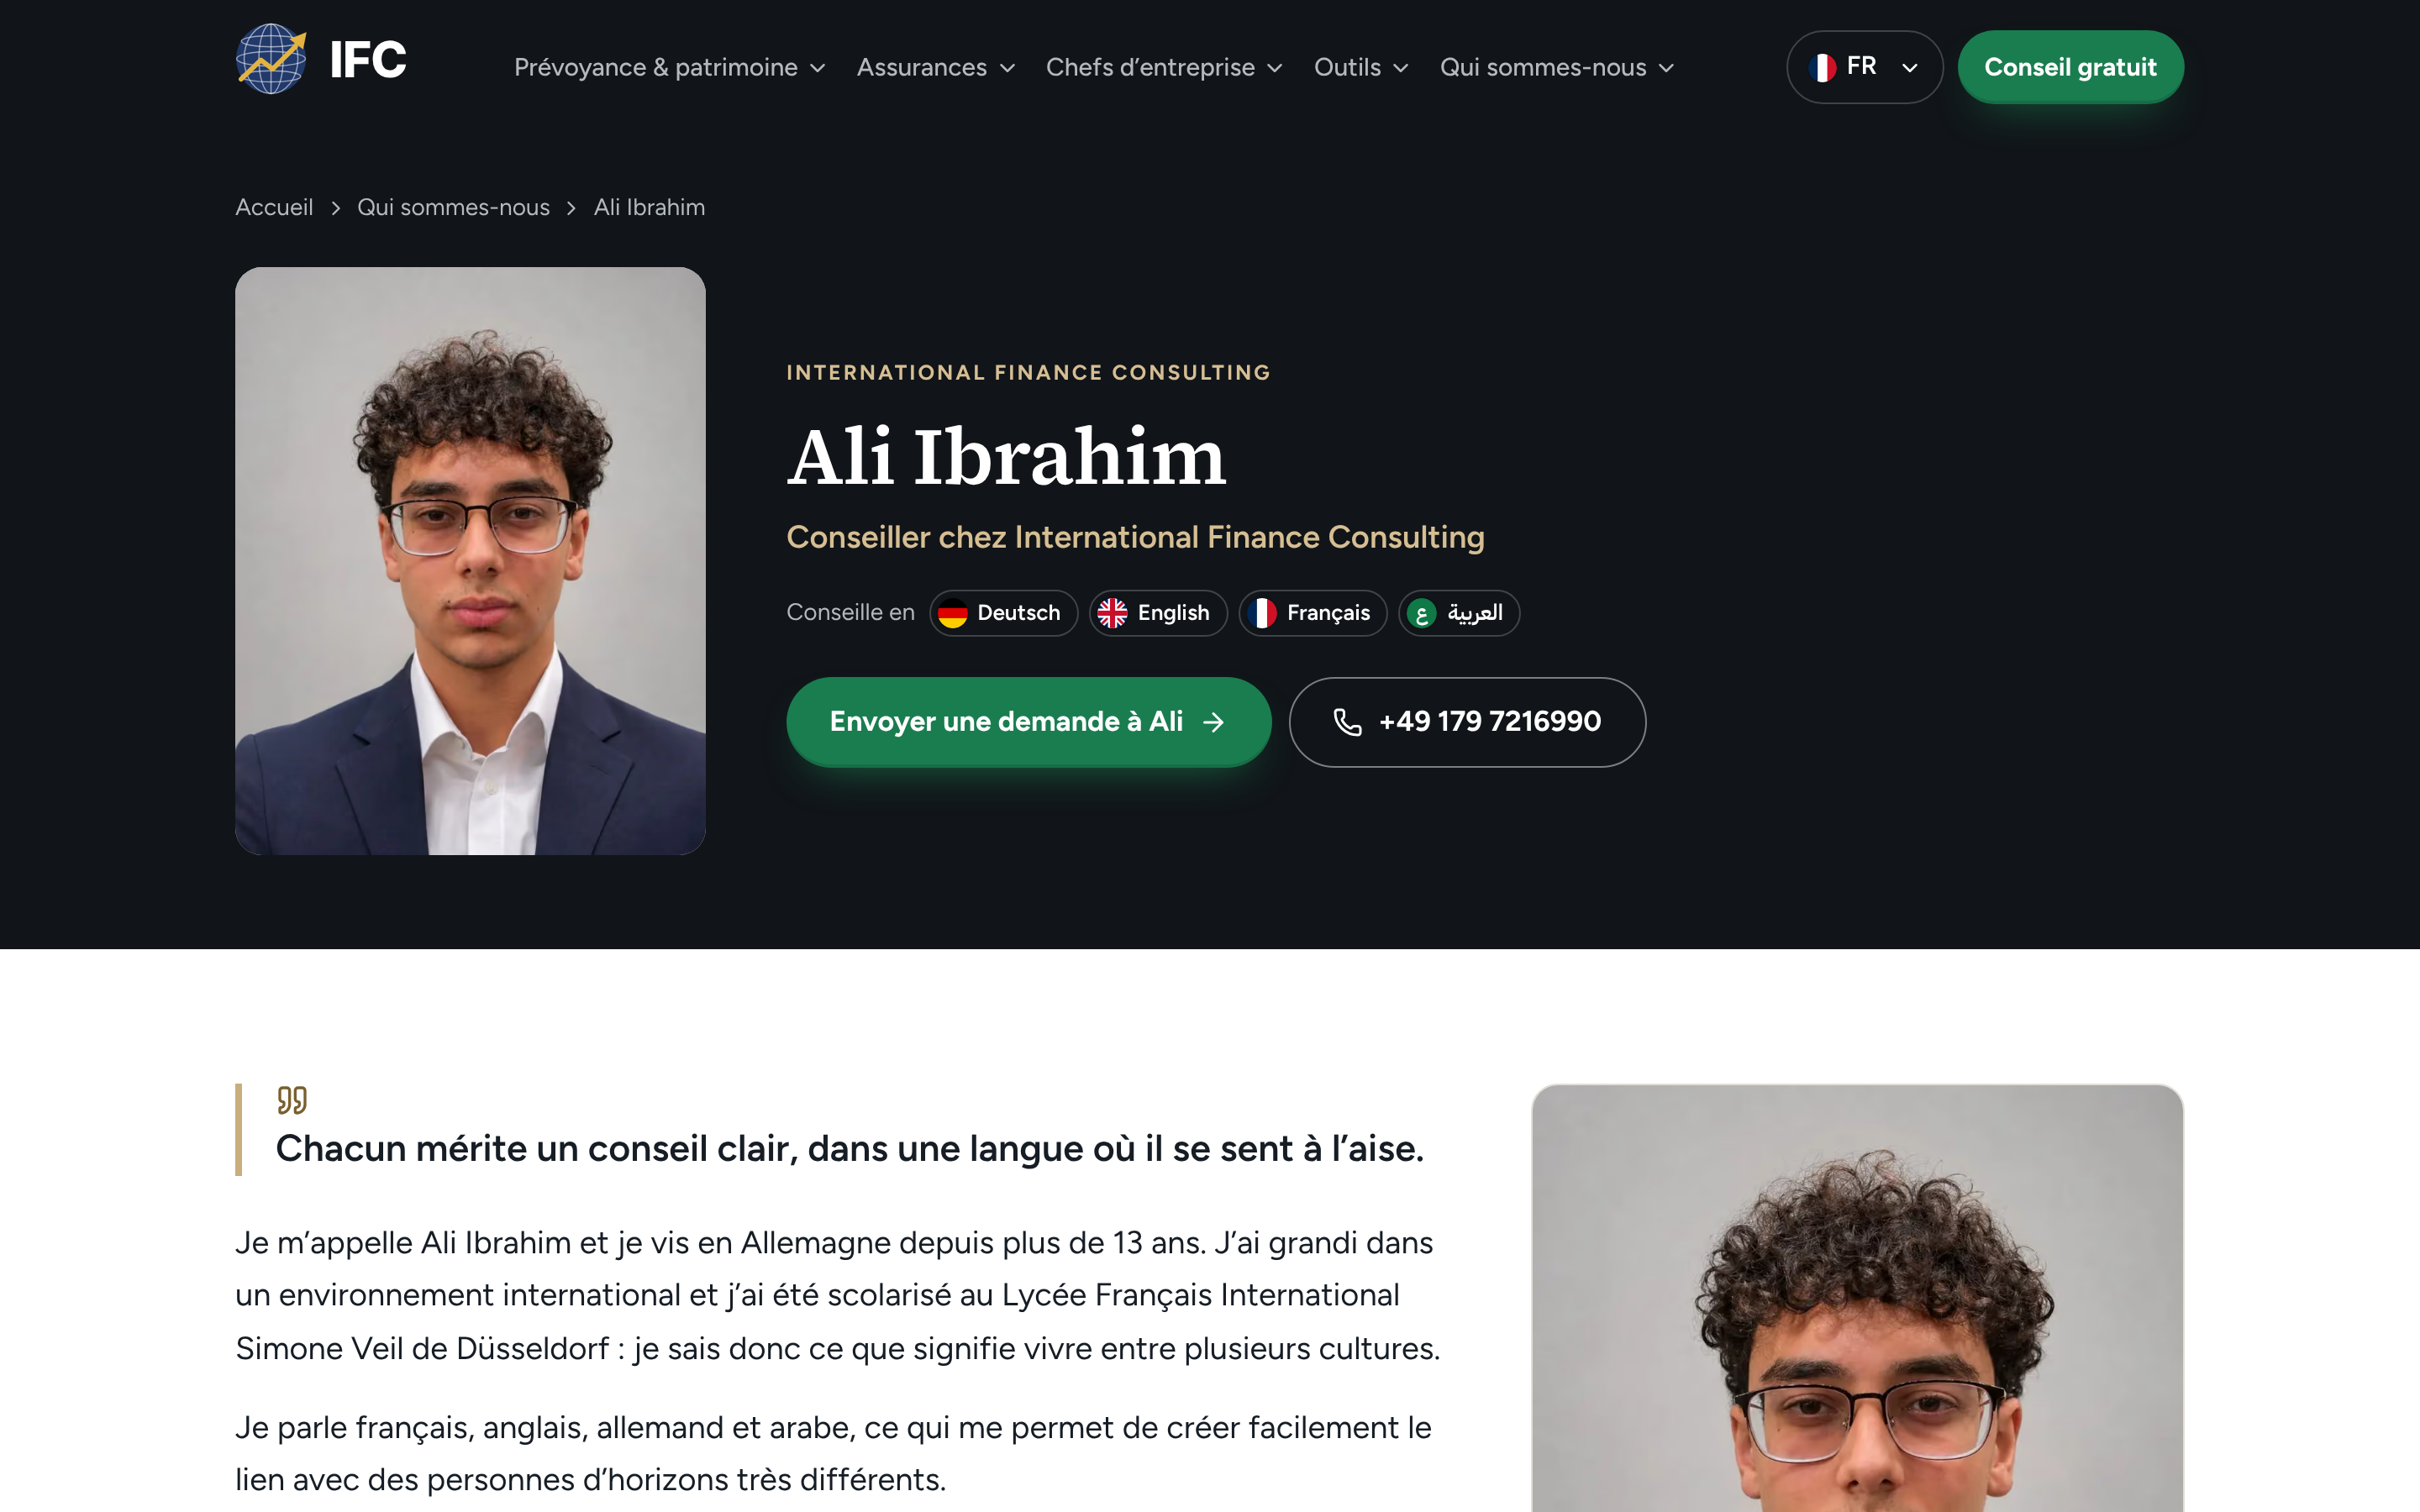 IFC
Prévoyance & patrimoine
Assurances
Chefs d’entreprise
Outils
Qui sommes-nous
FR
Conseil gratuit
Accueil > Qui sommes-nous > Ali Ibrahim
INTERNATIONAL FINANCE CONSULTING
Ali Ibrahim
Conseiller chez International Finance Consulting
Conseille en Deutsch English Français ع العربية
Envoyer une demande à Ali →
+49 179 7216990
Chacun mérite un conseil clair, dans une langue où il se sent à l’aise.
Je m’appelle Ali Ibrahim et je vis en Allemagne depuis plus de 13 ans. J’ai grandi dans
un environnement international et j’ai été scolarisé au Lycée Français International
Simone Veil de Düsseldorf : je sais donc ce que signifie vivre entre plusieurs cultures.
Je parle français, anglais, allemand et arabe, ce qui me permet de créer facilement le
lien avec des personnes d’horizons très différents.